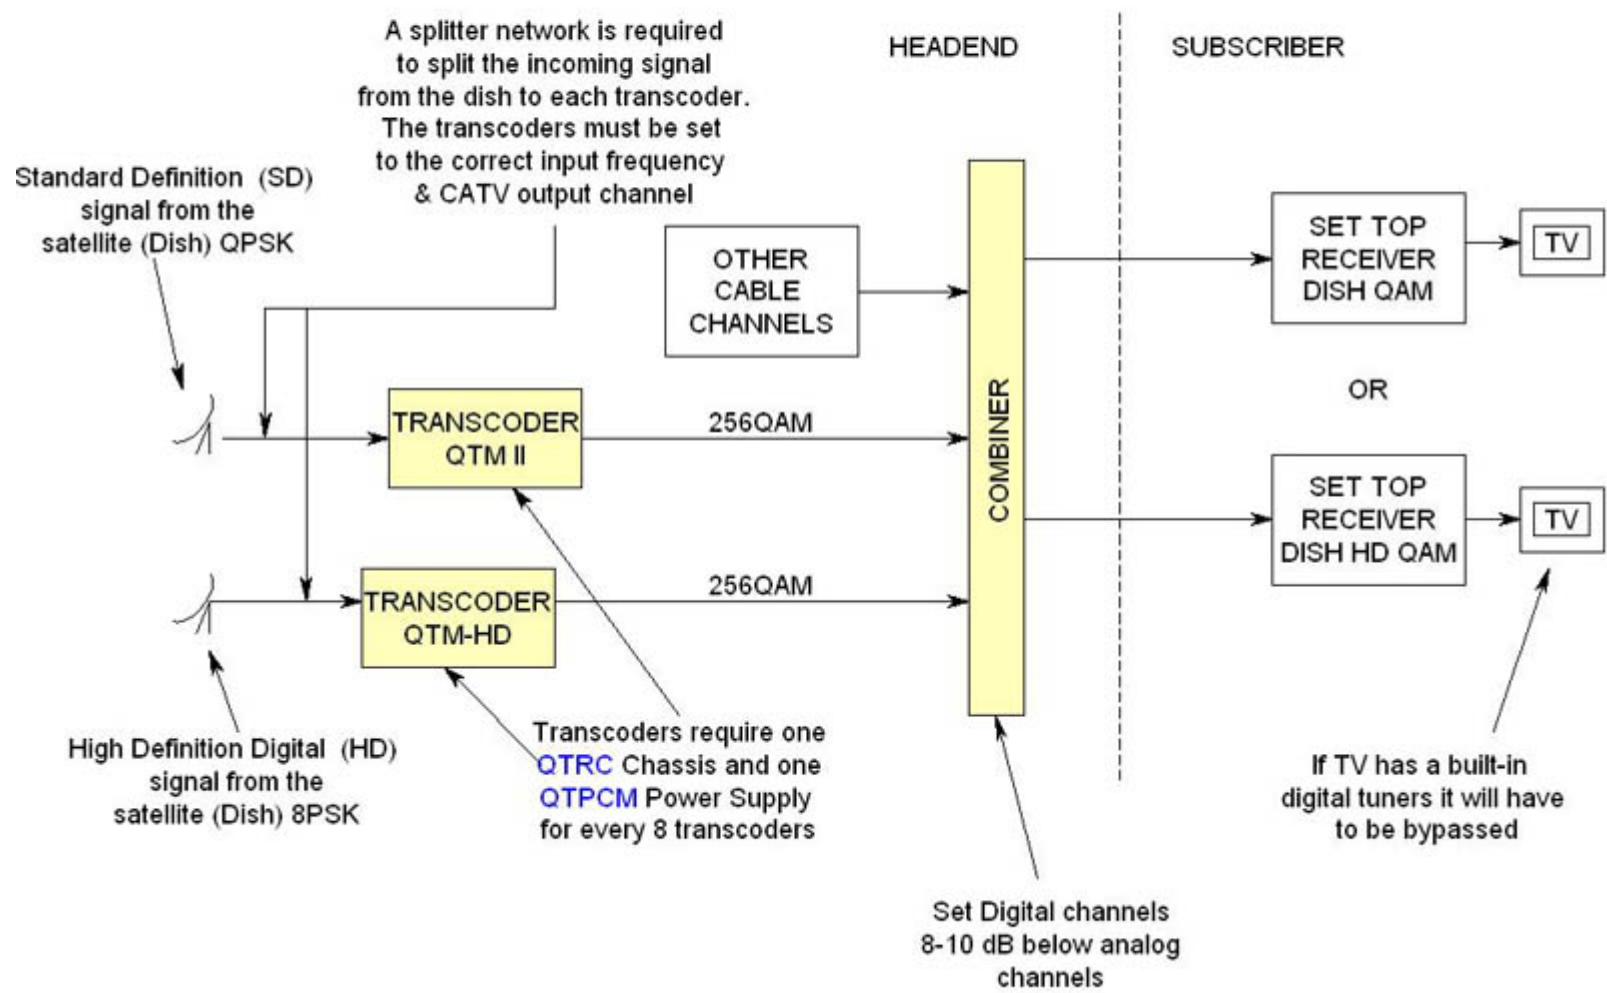 A splitter network is required
to split the incoming signal
from the dish to each transcoder.
The transcoders must be set
to the correct input frequency
& CATV output channel
HEADEND
SUBSCRIBER
Standard Definition (SD)
signal from the
satellite (Dish) QPSK
OTHER
CABLE
CHANNELS
SET TOP
RECEIVER
DISH QAM
TV
OR
TRANSCODER
QTM II
256QAM
COMBINER
SET TOP
RECEIVER
DISH HD QAM
TV
TRANSCODER
QTM-HD
256QAM
High Definition Digital (HD)
signal from the
satellite (Dish) 8PSK
Transcoders require one
QTRC Chassis and one
QTPCM Power Supply
for every 8 transcoders
If TV has a built-in
digital tuners it will have
to be bypassed
Set Digital channels
8-10 dB below analog
channels